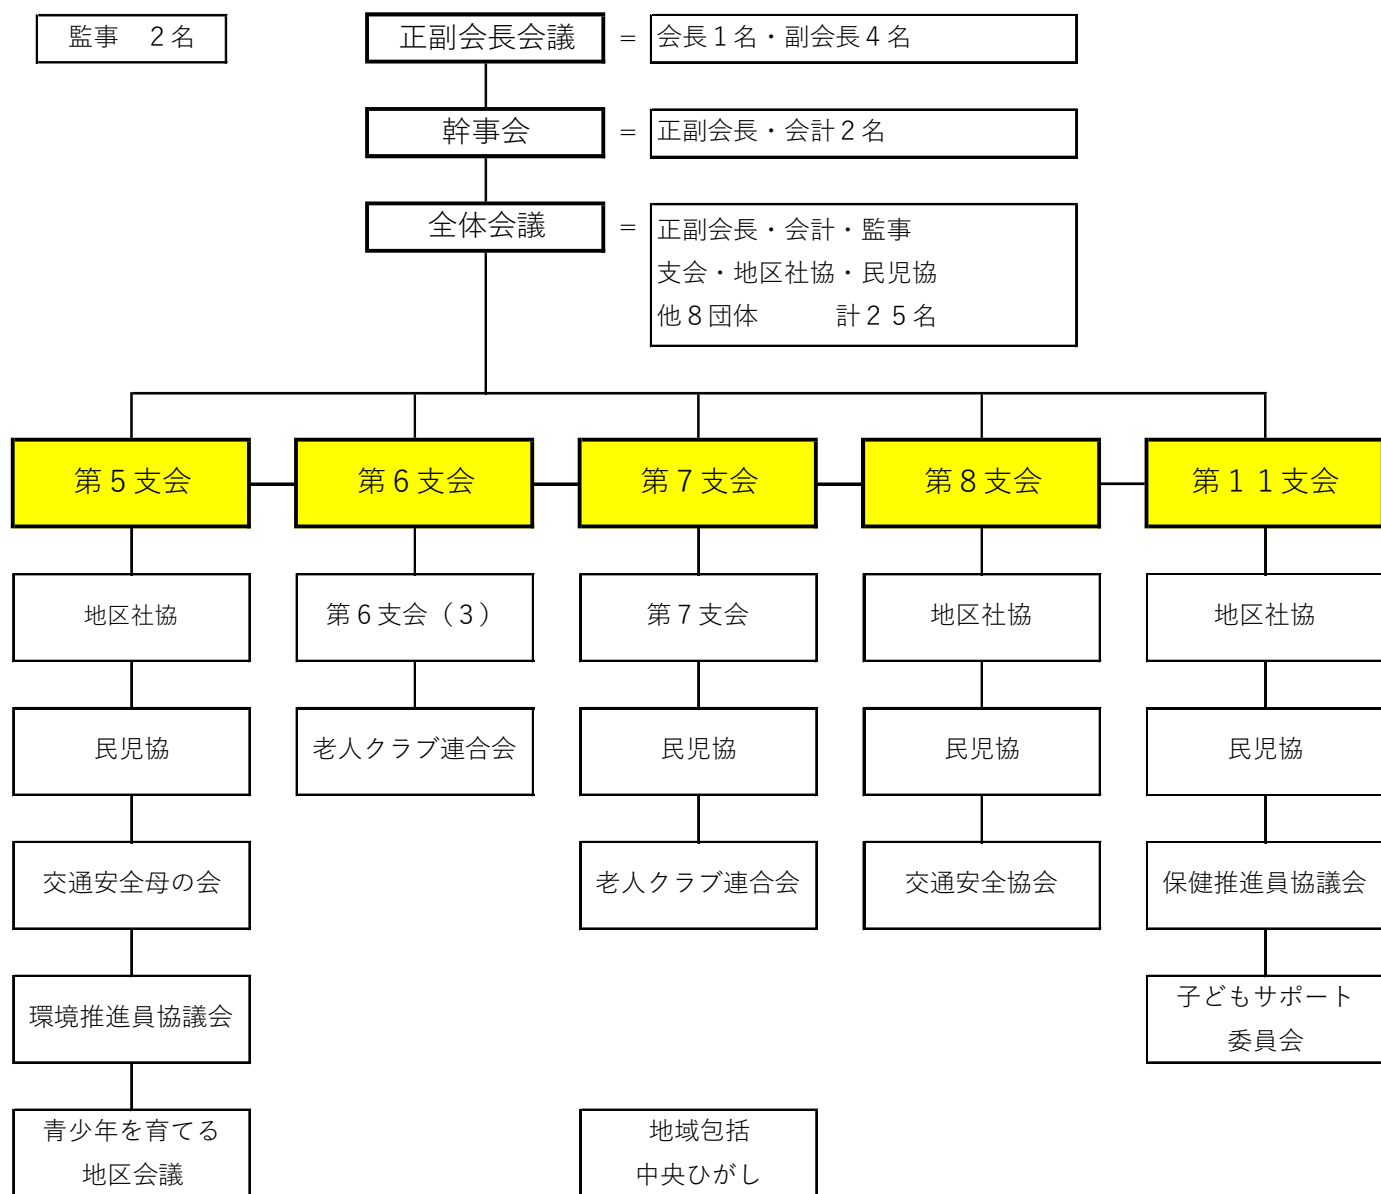 監事　２名
正副会長会議
=
会長１名・副会長４名
幹事会
=
正副会長・会計２名
全体会議
=
正副会長・会計・監事
支会・地区社協・民児協
他８団体　　　計２５名
第５支会
第６支会
第７支会
第８支会
第１１支会
地区社協
第６支会（３）
第７支会
地区社協
地区社協
民児協
老人クラブ連合会
民児協
民児協
民児協
交通安全母の会
老人クラブ連合会
交通安全協会
保健推進員協議会
環境推進員協議会
子どもサポート
委員会
青少年を育てる
地区会議
地域包括
中央ひがし